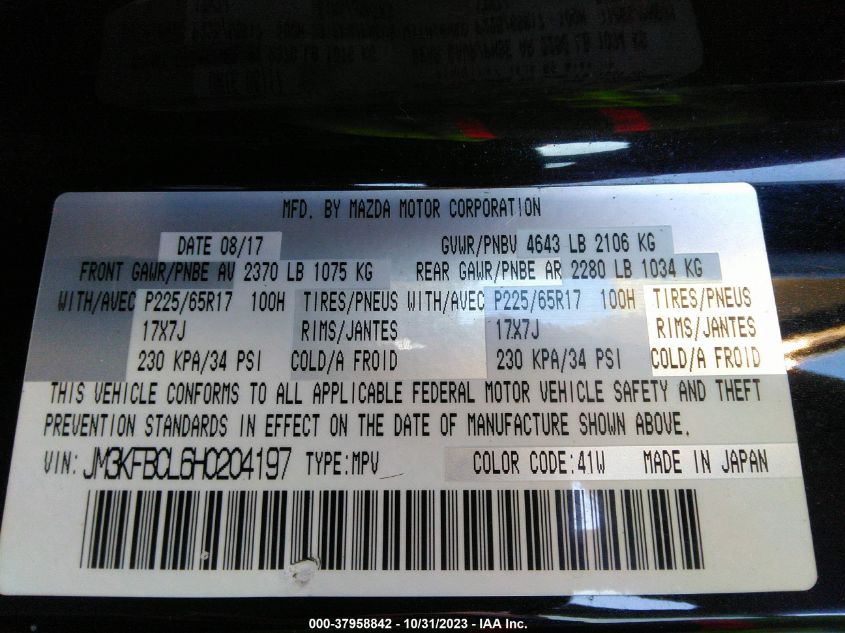 MFD. BY MAZDA MOTOR CORPORATION
DATE 08/17 GVWR/PNBV 4643 LB 2106 KG
FRONT GAWR/PNBE AV 2370 LB 1075 KG REAR GAWR/PNBE AR 2280 LB 1034 KG
WITH/AVEC P225/65R17 100H TIRES/PNEUS WITH/AVEC P225/65R17 100H TIRES/PNEUS
17X7J RIMS/JANTES 17X7J RIMS/JANTES
230 KPA/34 PSI COLD/A FROID 230 KPA/34 PSI COLD/A FROID
THIS VEHICLE CONFORMS TO ALL APPLICABLE FEDERAL MOTOR VEHICLE SAFETY AND THEFT
PREVENTION STANDARDS IN EFFECT ON THE DATE OF MANUFACTURE SHOWN ABOVE.
VIN: JM3KFBCL6H0204197 TYPE:MPV COLOR CODE:41W MADE IN JAPAN
000-37958842 - 10/31/2023 - IAA Inc.